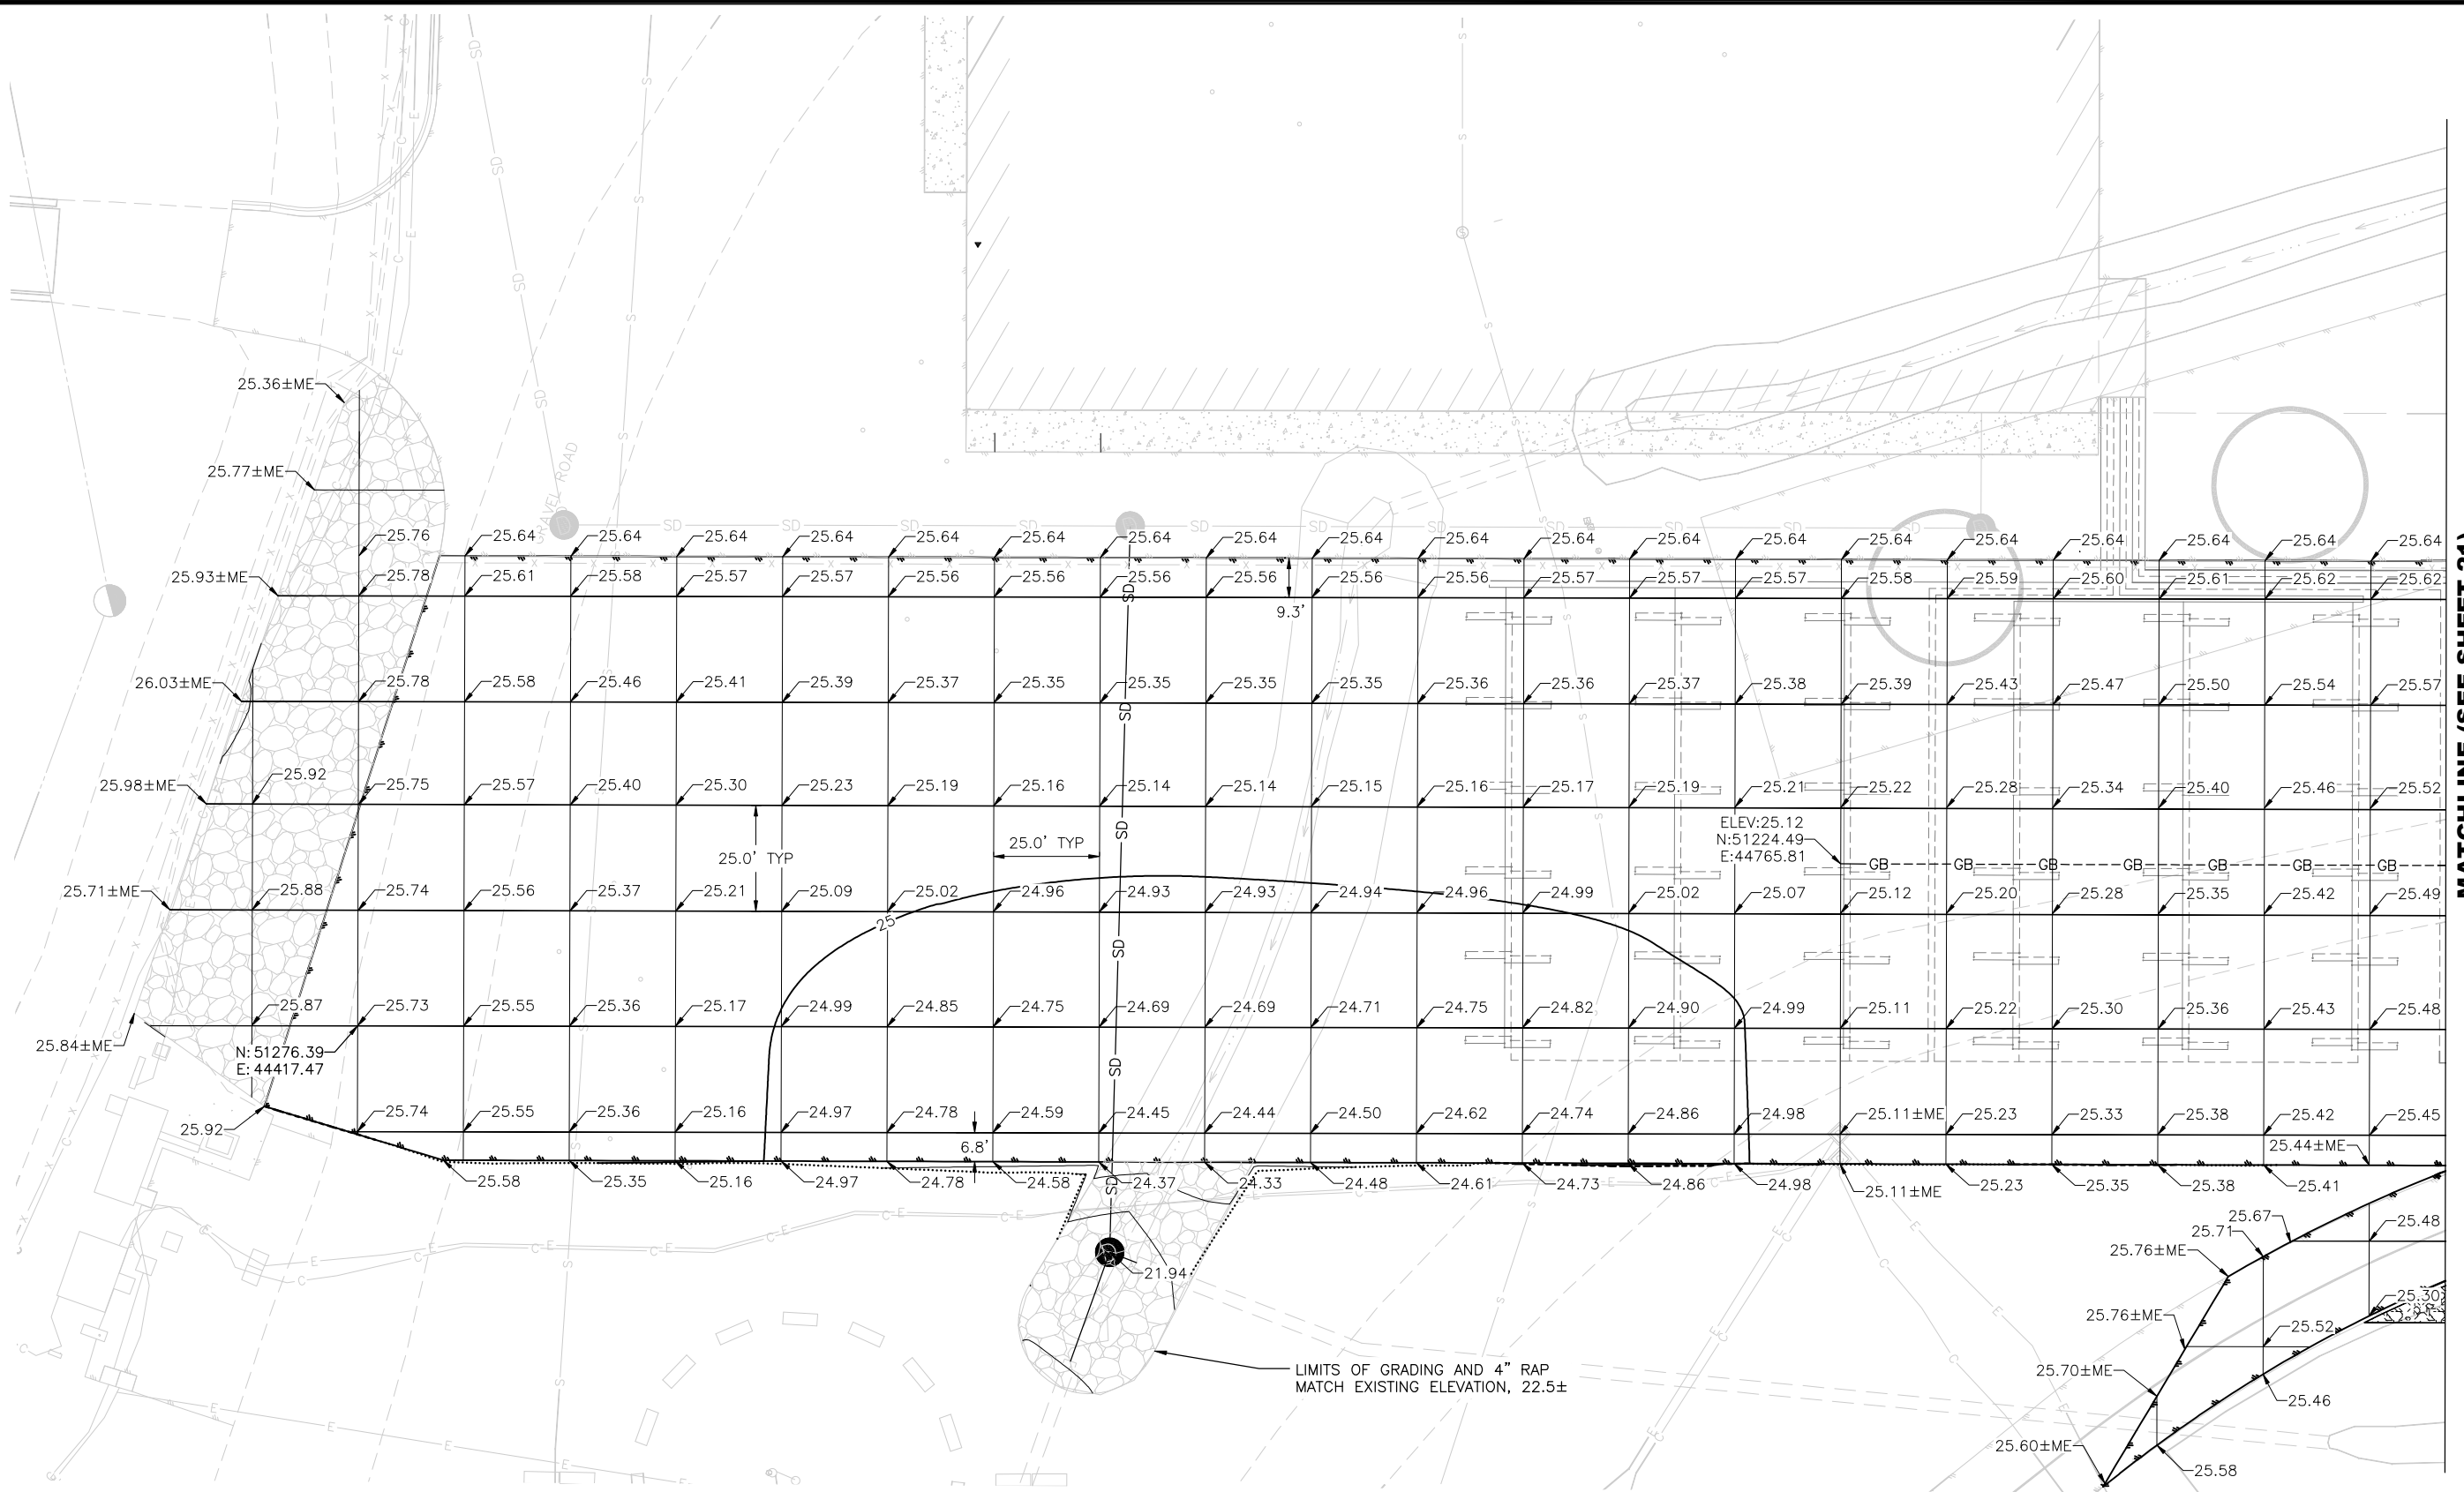 25.36±ME
25.77±ME
GRAVEL ROAD
25.76 25.64 25.64 25.64 25.64 25.64 25.64 25.64 25.64 25.64 25.64 25.64 25.64 25.64 25.64 25.64 25.64 25.64 25.64 25.64
25.93±ME 25.78 25.61 25.58 25.57 25.57 25.56 25.56 25.56 25.56 25.56 25.56 25.57 25.57 25.57 25.58 25.59 25.60 25.61 25.62 25.62
9.3'
26.03±ME 25.78 25.58 25.46 25.41 25.39 25.37 25.35 25.35 25.35 25.35 25.36 25.36 25.37 25.38 25.39 25.43 25.47 25.50 25.54 25.57
25.98±ME 25.92 25.75 25.57 25.40 25.30 25.23 25.19 25.16 25.14 25.14 25.15 25.16 25.17 25.19 25.21 25.22 25.28 25.34 25.40 25.46 25.52
25.0' TYP
25.0' TYP
ELEV:25.12
N:51224.49
E:44765.81
GB GB GB GB GB GB GB
25.71±ME 25.88 25.74 25.56 25.37 25.21 25.09 25.02 24.96 24.93 24.93 24.94 24.96 24.99 25.02 25.07 25.12 25.20 25.28 25.35 25.42 25.49
25
25.84±ME 25.87 25.73 25.55 25.36 25.17 24.99 24.85 24.75 24.69 24.69 24.71 24.75 24.82 24.90 24.99 25.11 25.22 25.30 25.36 25.43 25.48
N: 51276.39
E: 44417.47
25.92 25.74 25.55 25.36 25.16 24.97 24.78 24.59 24.45 24.44 24.50 24.62 24.74 24.86 24.98 25.11±ME 25.23 25.33 25.38 25.42 25.45
6.8'
25.44±ME
25.58 25.35 25.16 24.97 24.78 24.58 24.37 24.33 24.48 24.61 24.73 24.86 24.98 25.11±ME 25.23 25.35 25.38 25.41
SD SD SD SD SD SD SD
21.94
25.67 25.48
25.71
25.76±ME
25.30
25.76±ME 25.52
LIMITS OF GRADING AND 4" RAP
MATCH EXISTING ELEVATION, 22.5±
25.70±ME
25.46
25.60±ME
25.58
MATCHLINE (SEE SHEET 21)